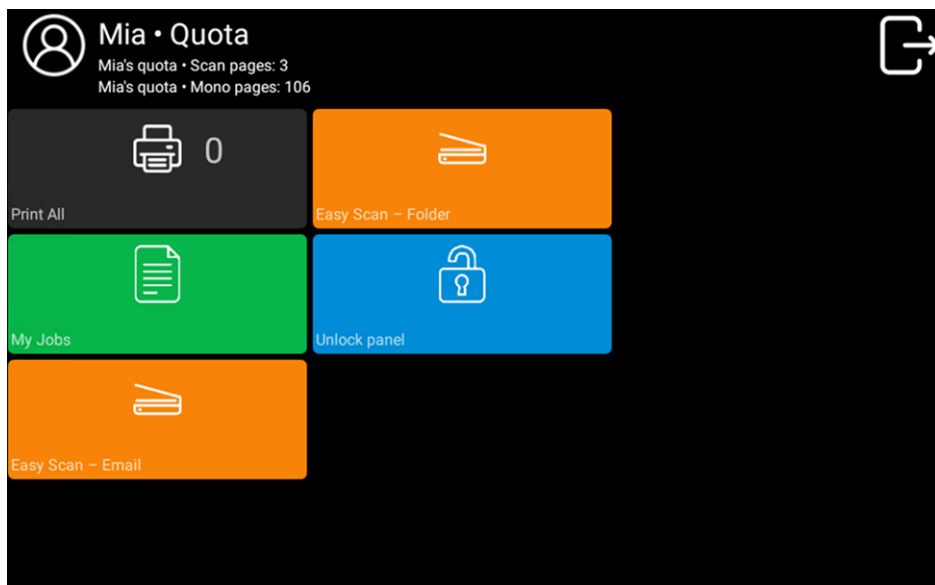 Mia • Quota
Mia's quota • Scan pages: 3
Mia's quota • Mono pages: 106
0
Print All
Easy Scan – Folder
My Jobs
Unlock panel
Easy Scan – Email